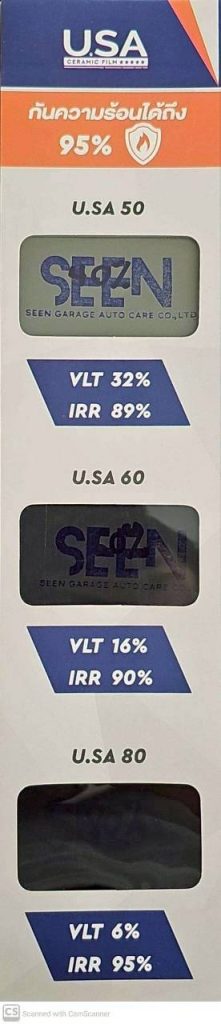 U.SA
CERAMIC FILM ★★★★★
กันความร้อนได้ถึง
95%
U.SA 50
SEEN
SEEN GARAGE AUTO CARE CO.,LTD
VLT 32%
IRR 89%
U.SA 60
SEEN
SEEN GARAGE AUTO CARE CO
VLT 16%
IRR 90%
U.SA 80
VLT 6%
IRR 95%
CS Scanned with CamScanner